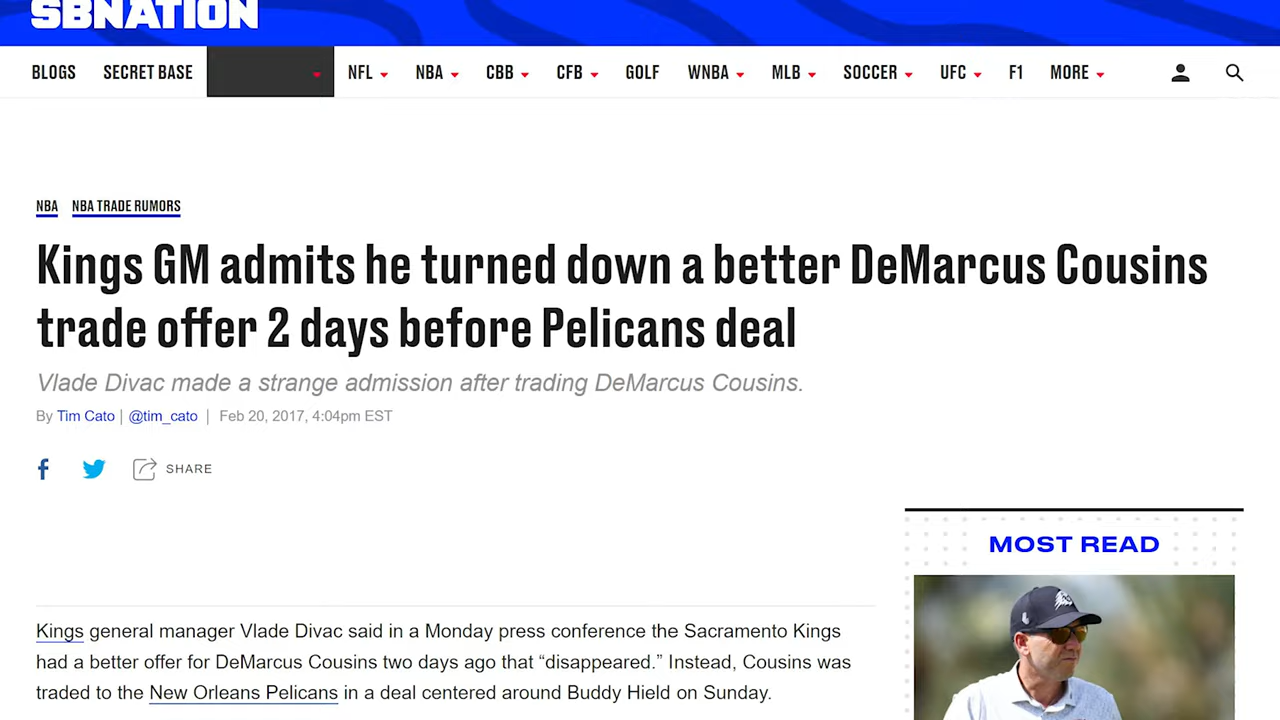 SBNATION
BLOGS SECRET BASE NFL NBA CBB CFB GOLF WNBA MLB SOCCER UFC F1 MORE
NBA NBA TRADE RUMORS
Kings GM admits he turned down a better DeMarcus Cousins
trade offer 2 days before Pelicans deal
Vlade Divac made a strange admission after trading DeMarcus Cousins.
By Tim Cato | @tim_cato | Feb 20, 2017, 4:04pm EST
SHARE
MOST READ
Kings general manager Vlade Divac said in a Monday press conference the Sacramento Kings
had a better offer for DeMarcus Cousins two days ago that “disappeared.” Instead, Cousins was
traded to the New Orleans Pelicans in a deal centered around Buddy Hield on Sunday.